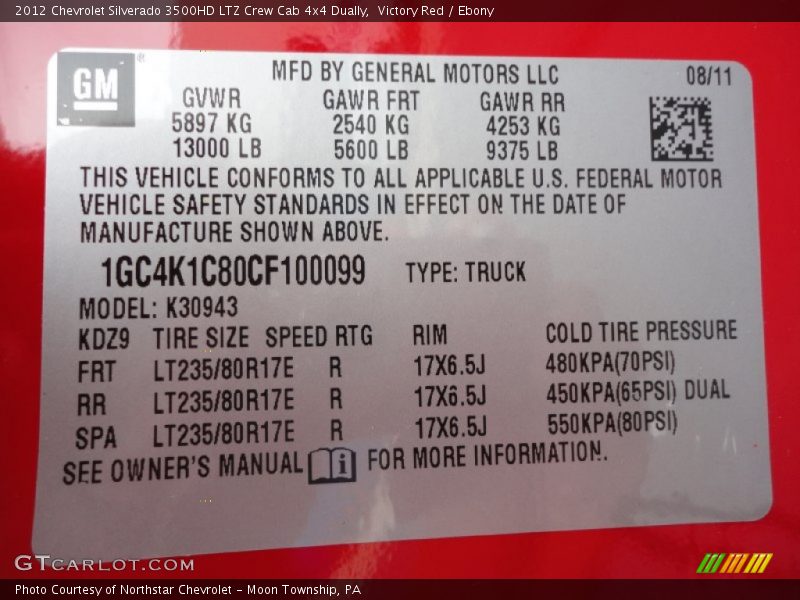 2012 Chevrolet Silverado 3500HD LTZ Crew Cab 4x4 Dually,  Victory Red / Ebony
GM ®
MFD BY GENERAL MOTORS LLC 08/11
GVWR GAWR FRT GAWR RR
5897 KG 2540 KG 4253 KG
13000 LB 5600 LB 9375 LB
THIS VEHICLE CONFORMS TO ALL APPLICABLE U.S. FEDERAL MOTOR
VEHICLE SAFETY STANDARDS IN EFFECT ON THE DATE OF
MANUFACTURE SHOWN ABOVE.
1GC4K1C80CF100099 TYPE: TRUCK
MODEL: K30943
KDZ9 TIRE SIZE SPEED RTG RIM COLD TIRE PRESSURE
FRT LT235/80R17E R 17X6.5J 480KPA(70PSI)
RR LT235/80R17E R 17X6.5J 450KPA(65PSI) DUAL
SPA LT235/80R17E R 17X6.5J 550KPA(80PSI)
SEE OWNER'S MANUAL i FOR MORE INFORMATION.
GTCARLOT.COM
Photo Courtesy of Northstar Chevrolet - Moon Township, PA